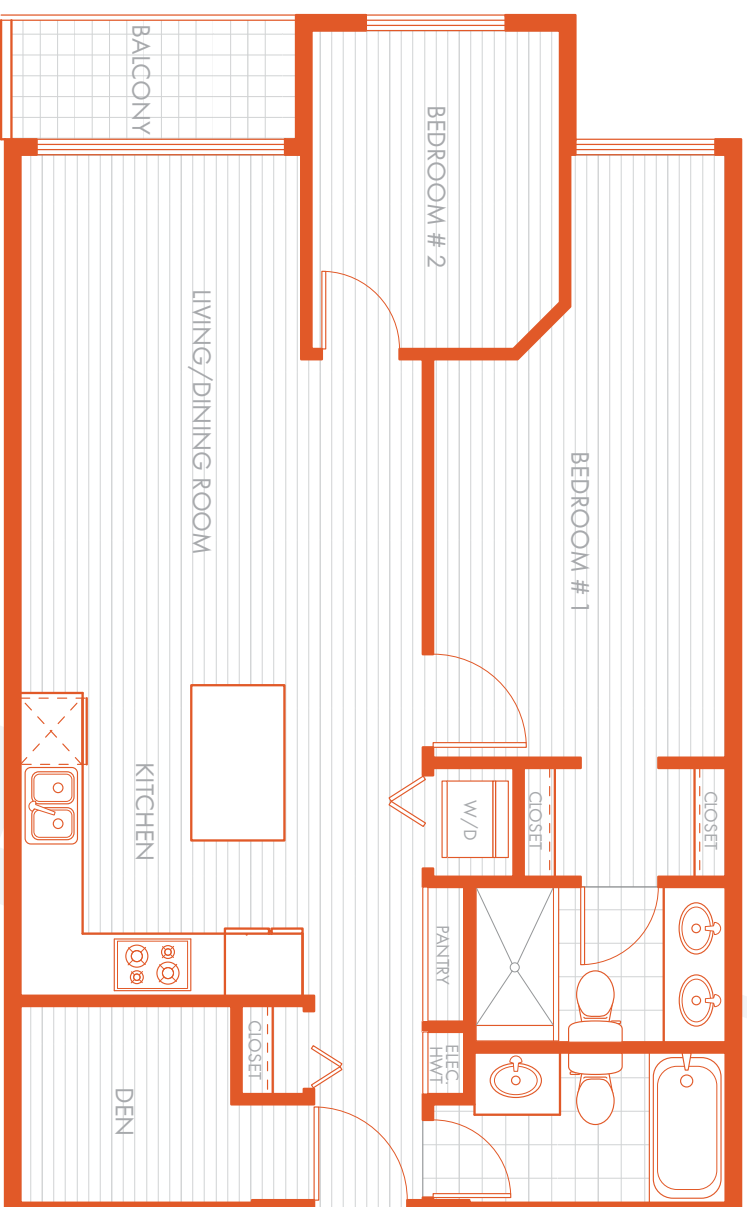 BALCONY
BEDROOM # 2
LIVING/DINING ROOM
BEDROOM # 1
KITCHEN
W/D
CLOSET
CLOSET
PANTRY
CLOSET
ELEC.
HWT
DEN